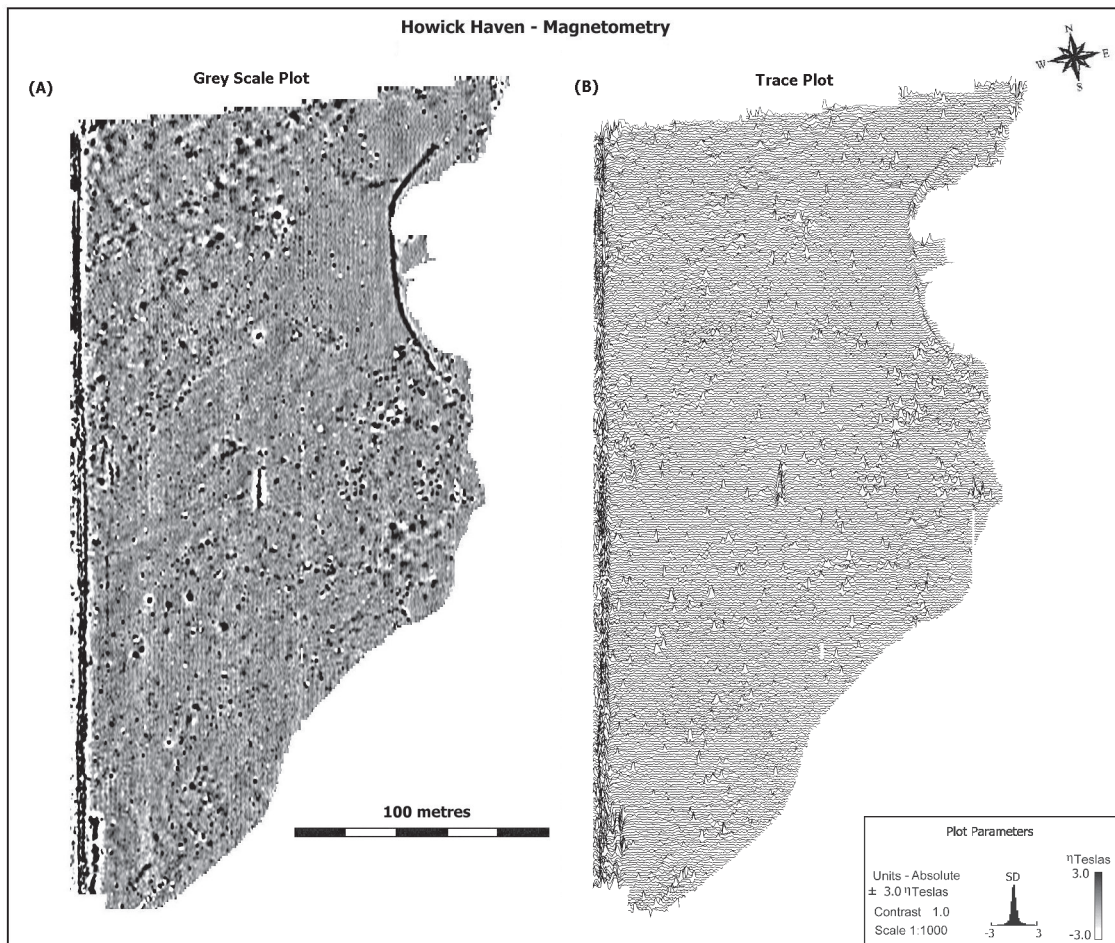 Howick Haven - Magnetometry
N
W E
S
(A)
Grey Scale Plot
(B)
Trace Plot
100 metres
Plot Parameters
Units - Absolute
± 3.0 ηTeslas
Contrast 1.0
Scale 1:1000
SD
-3 3
ηTeslas
3.0
-3.0